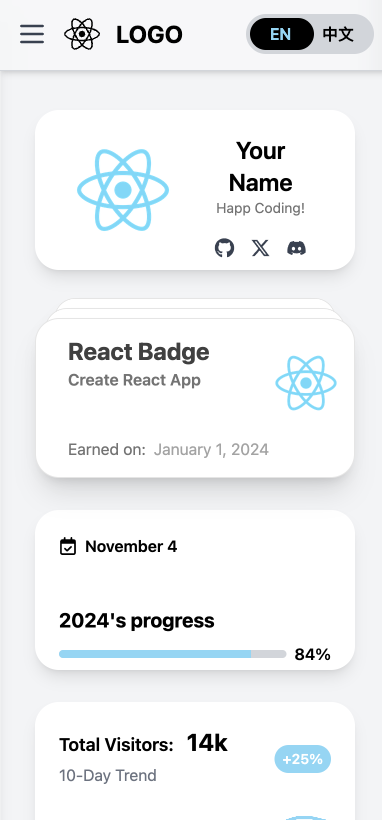 LOGO
EN 中文
Your
Name
Happ Coding!
React Badge
Create React App
Earned on: January 1, 2024
November 4
2024's progress
84%
Total Visitors: 14k
+25%
10-Day Trend